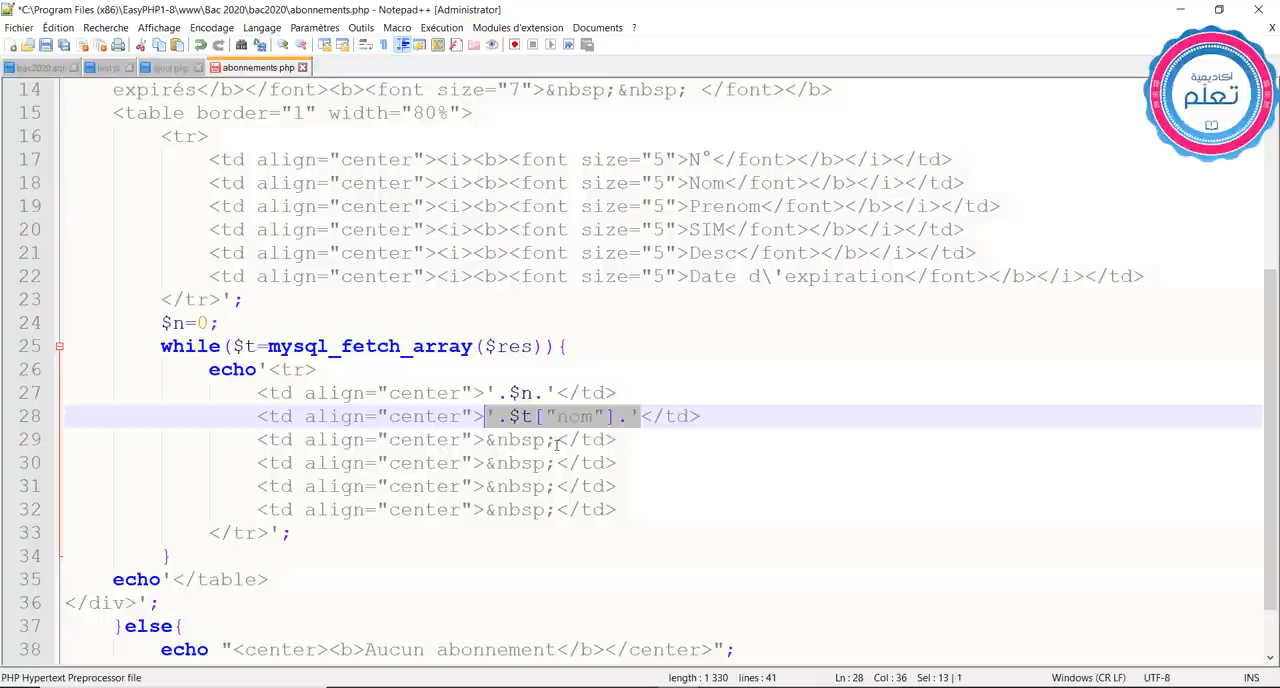 *C:\Program Files (x86)\EasyPHP1-8\www\Bac 2020\bac2020\abonnements.php - Notepad++ [Administrator]
Fichier Édition Recherche Affichage Encodage Langage Paramètres Outils Macro Exécution Modules d'extensions Documents ? X
bac2020.sql test.js ajout.php abonnements.php
أكاديمية
تعلّم
14 expirés</b></font><b><font size="7">&nbsp;&nbsp; </font></b>
15 <table border="1" width="80%">
16 <tr>
17 <td align="center"><i><b><font size="5">N°</font></b></i></td>
18 <td align="center"><i><b><font size="5">Nom</font></b></i></td>
19 <td align="center"><i><b><font size="5">Prenom</font></b></i></td>
20 <td align="center"><i><b><font size="5">SIM</font></b></i></td>
21 <td align="center"><i><b><font size="5">Desc</font></b></i></td>
22 <td align="center"><i><b><font size="5">Date d\'expiration</font></b></i></td>
23 </tr>';
24 $n=0;
25 while($t=mysql_fetch_array($res)){
26 echo'<tr>
27 <td align="center">'.$n.'</td>
28 <td align="center">'.$t["nom"].'</td>
29 <td align="center">&nbsp;</td>
30 <td align="center">&nbsp;</td>
31 <td align="center">&nbsp;</td>
32 <td align="center">&nbsp;</td>
33 </tr>';
34 }
35 echo'</table>
36 </div>';
37 }else{
38 echo "<center><b>Aucun abonnement</b></center>";
PHP Hypertext Preprocessor file length : 1 330 lines : 41 Ln : 28 Col : 36 Sel : 13 | 1 Windows (CR LF) UTF-8 INS